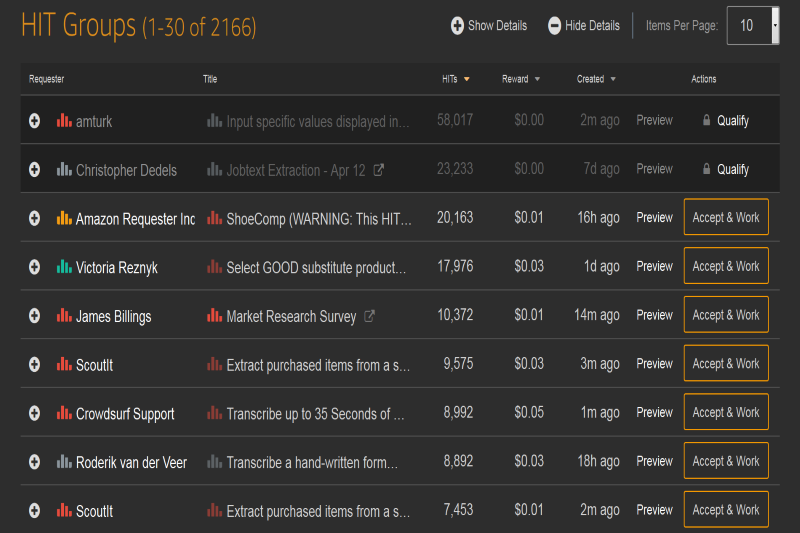 HIT Groups (1-30 of 2166)
Show Details Hide Details Items Per Page: 10
Requester Title HITs Reward Created Actions
amturk Input specific values displayed in... 58,017 $0.00 2m ago Preview Qualify
Christopher Dedels Jobtext Extraction - Apr 12 23,233 $0.00 7d ago Preview Qualify
Amazon Requester Inc ShoeComp (WARNING: This HIT... 20,163 $0.01 16h ago Preview Accept & Work
Victoria Reznyk Select GOOD substitute product... 17,976 $0.03 1d ago Preview Accept & Work
James Billings Market Research Survey 10,372 $0.01 14m ago Preview Accept & Work
ScoutIt Extract purchased items from a s... 9,575 $0.03 3m ago Preview Accept & Work
Crowdsurf Support Transcribe up to 35 Seconds of ... 8,992 $0.05 1m ago Preview Accept & Work
Roderik van der Veer Transcribe a hand-written form... 8,892 $0.03 18h ago Preview Accept & Work
ScoutIt Extract purchased items from a s... 7,453 $0.01 2m ago Preview Accept & Work